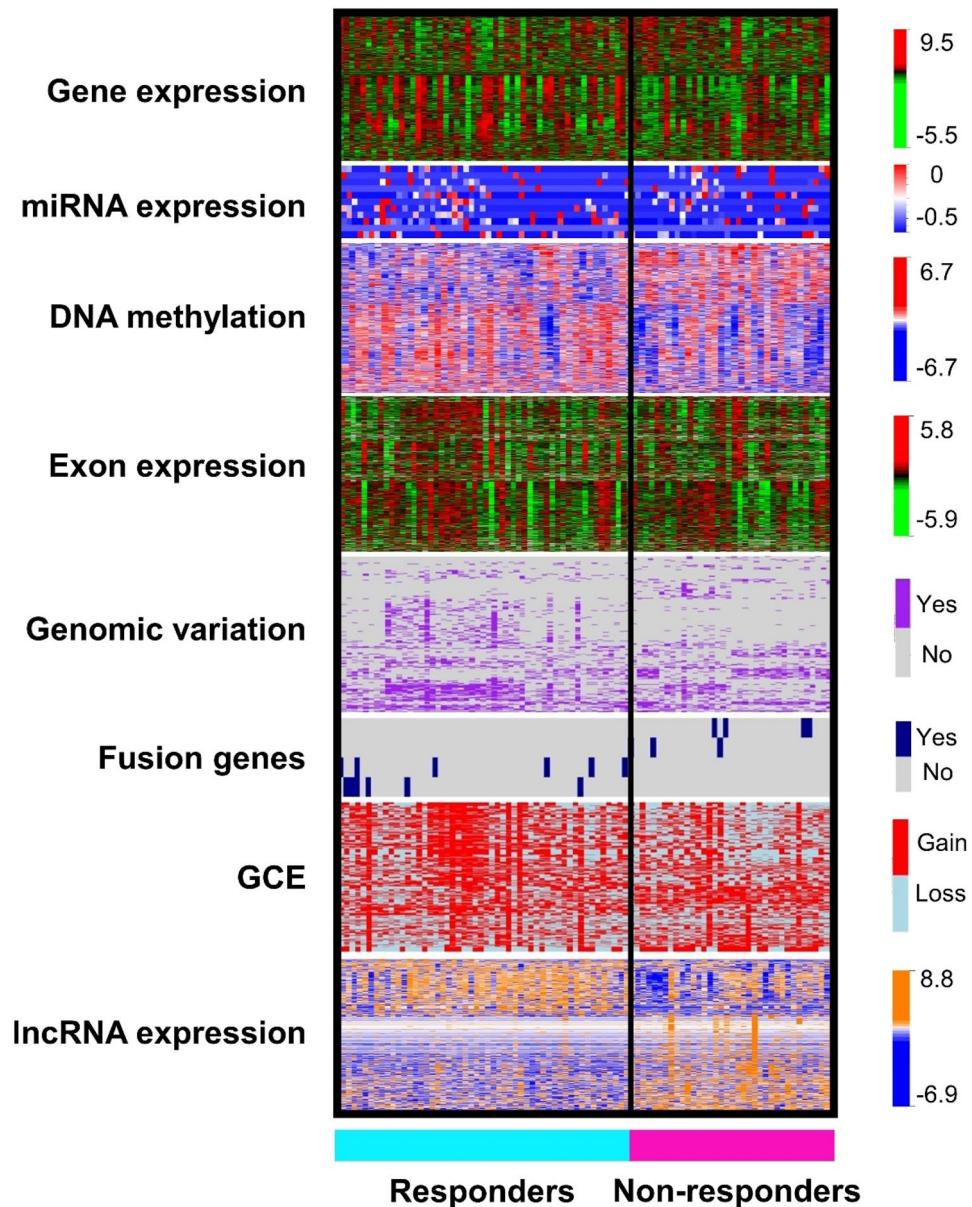 Gene expression
9.5
-5.5
miRNA expression
0
-0.5
DNA methylation
6.7
-6.7
Exon expression
5.8
-5.9
Genomic variation
Yes
No
Fusion genes
Yes
No
GCE
Gain
Loss
lncRNA expression
8.8
-6.9
Responders Non-responders